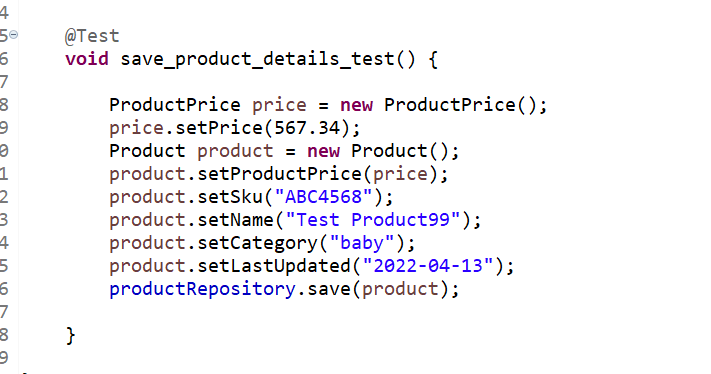 4
5 @Test
6 void save_product_details_test() {
7
8 ProductPrice price = new ProductPrice();
9 price.setPrice(567.34);
0 Product product = new Product();
1 product.setProductPrice(price);
2 product.setSku("ABC4568");
3 product.setName("Test Product99");
4 product.setCategory("baby");
5 product.setLastUpdated("2022-04-13");
6 productRepository.save(product);
7
8 }
9